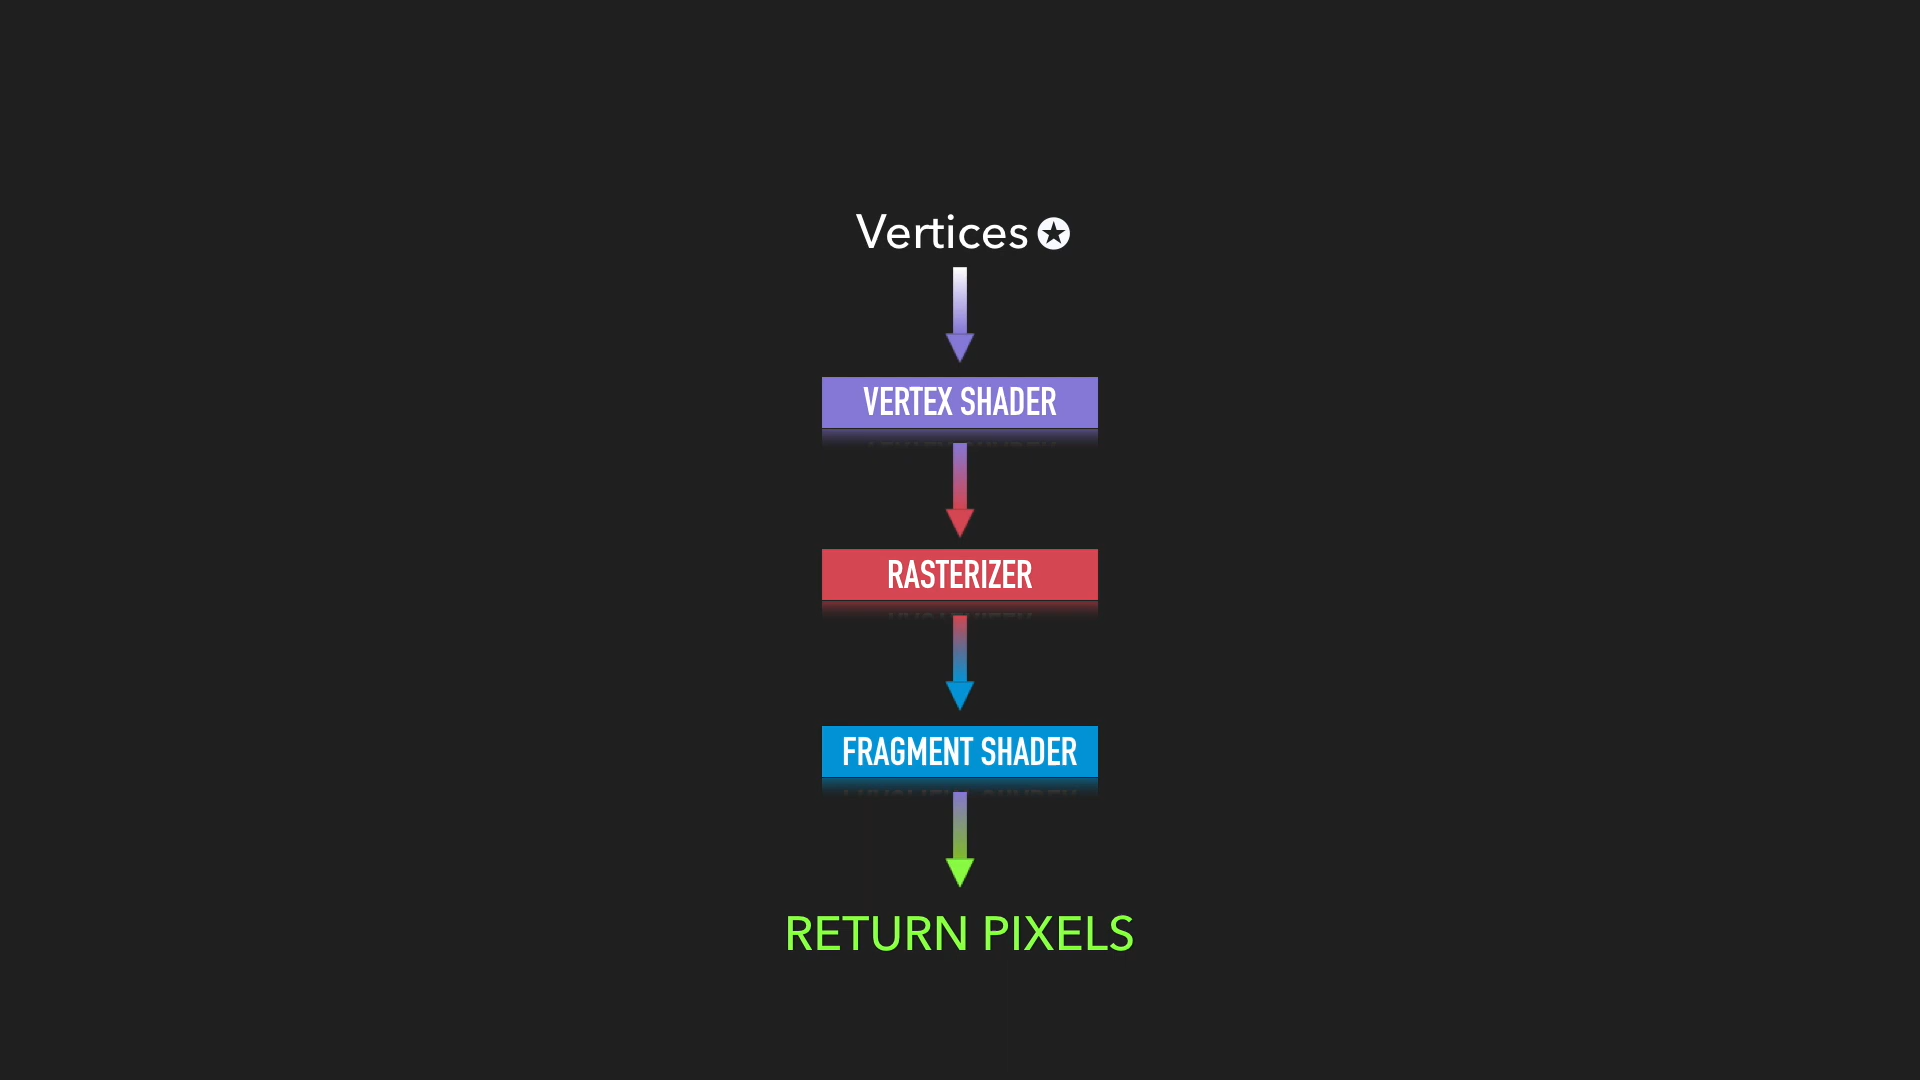 Vertices
VERTEX SHADER
RASTERIZER
FRAGMENT SHADER
RETURN PIXELS